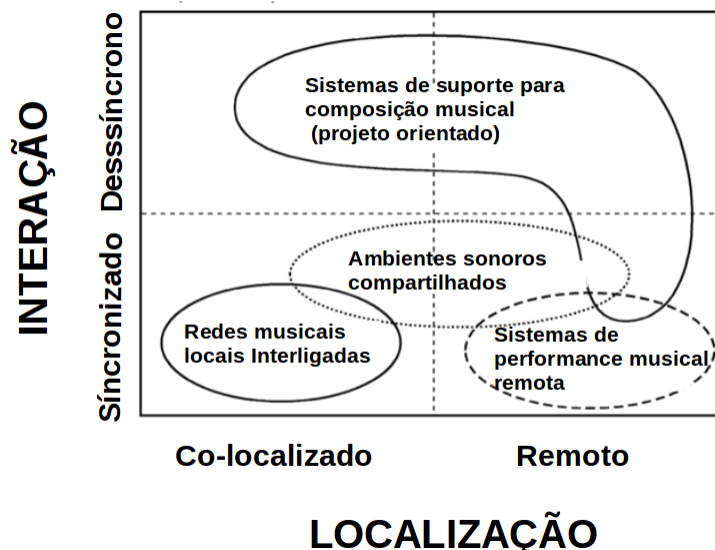 INTERAÇÃO
Desssíncrono
Síncronizado
Sistemas de suporte para
composição musical
(projeto orientado)
Ambientes sonoros
compartilhados
Redes musicais
locais Interligadas
Sistemas de
performance musical
remota
Co-localizado
Remoto
LOCALIZAÇÃO